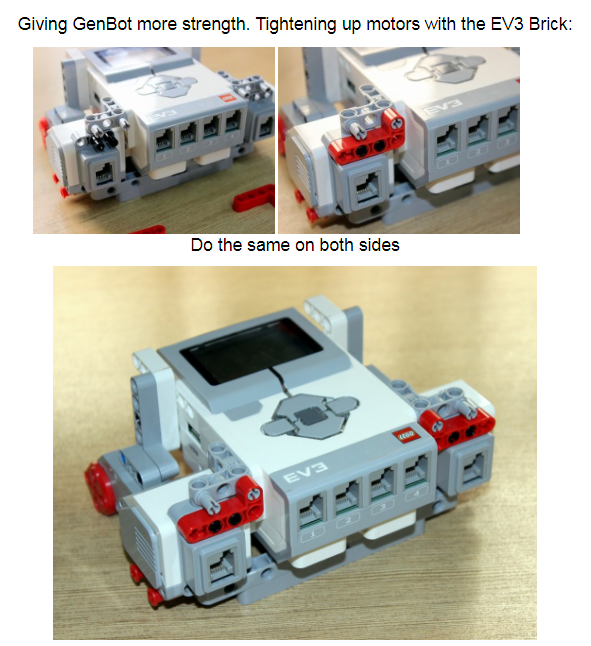 Giving GenBot more strength. Tightening up motors with the EV3 Brick:
EV3
EV3
Do the same on both sides
LEGO
EV3
1 2 3 4